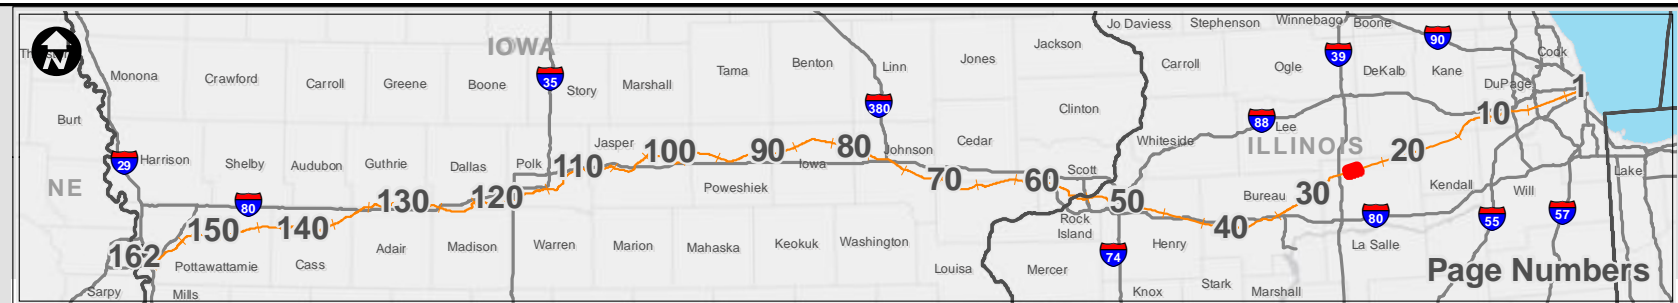 Jo Daviess
Stephenson
Winnebago
Boone
90
IOWA
Jackson
39
Cook
N
Monona
Crawford
Carroll
Greene
Boone
35
Story
Marshall
Tama
Benton
Linn
Jones
Carroll
Ogle
DeKalb
Kane
DuPage
1
Burt
380
Clinton
88
Lee
10
Harrison
29
Shelby
Audubon
Guthrie
Dallas
Polk
110
Jasper
100
90
Iowa
80
Johnson
Cedar
Scott
Whiteside
ILLINOIS
20
Lake
NE
80
150
140
130
120
Poweshiek
70
60
50
Bureau
30
Kendall
Will
162
Pottawattamie
Cass
Adair
Madison
Warren
Marion
Mahaska
Keokuk
Washington
Rock
Island
Henry
40
80
La Salle
55
57
Sarpy
Mills
Louisa
Mercer
74
Knox
Stark
Marshall
Page Numbers